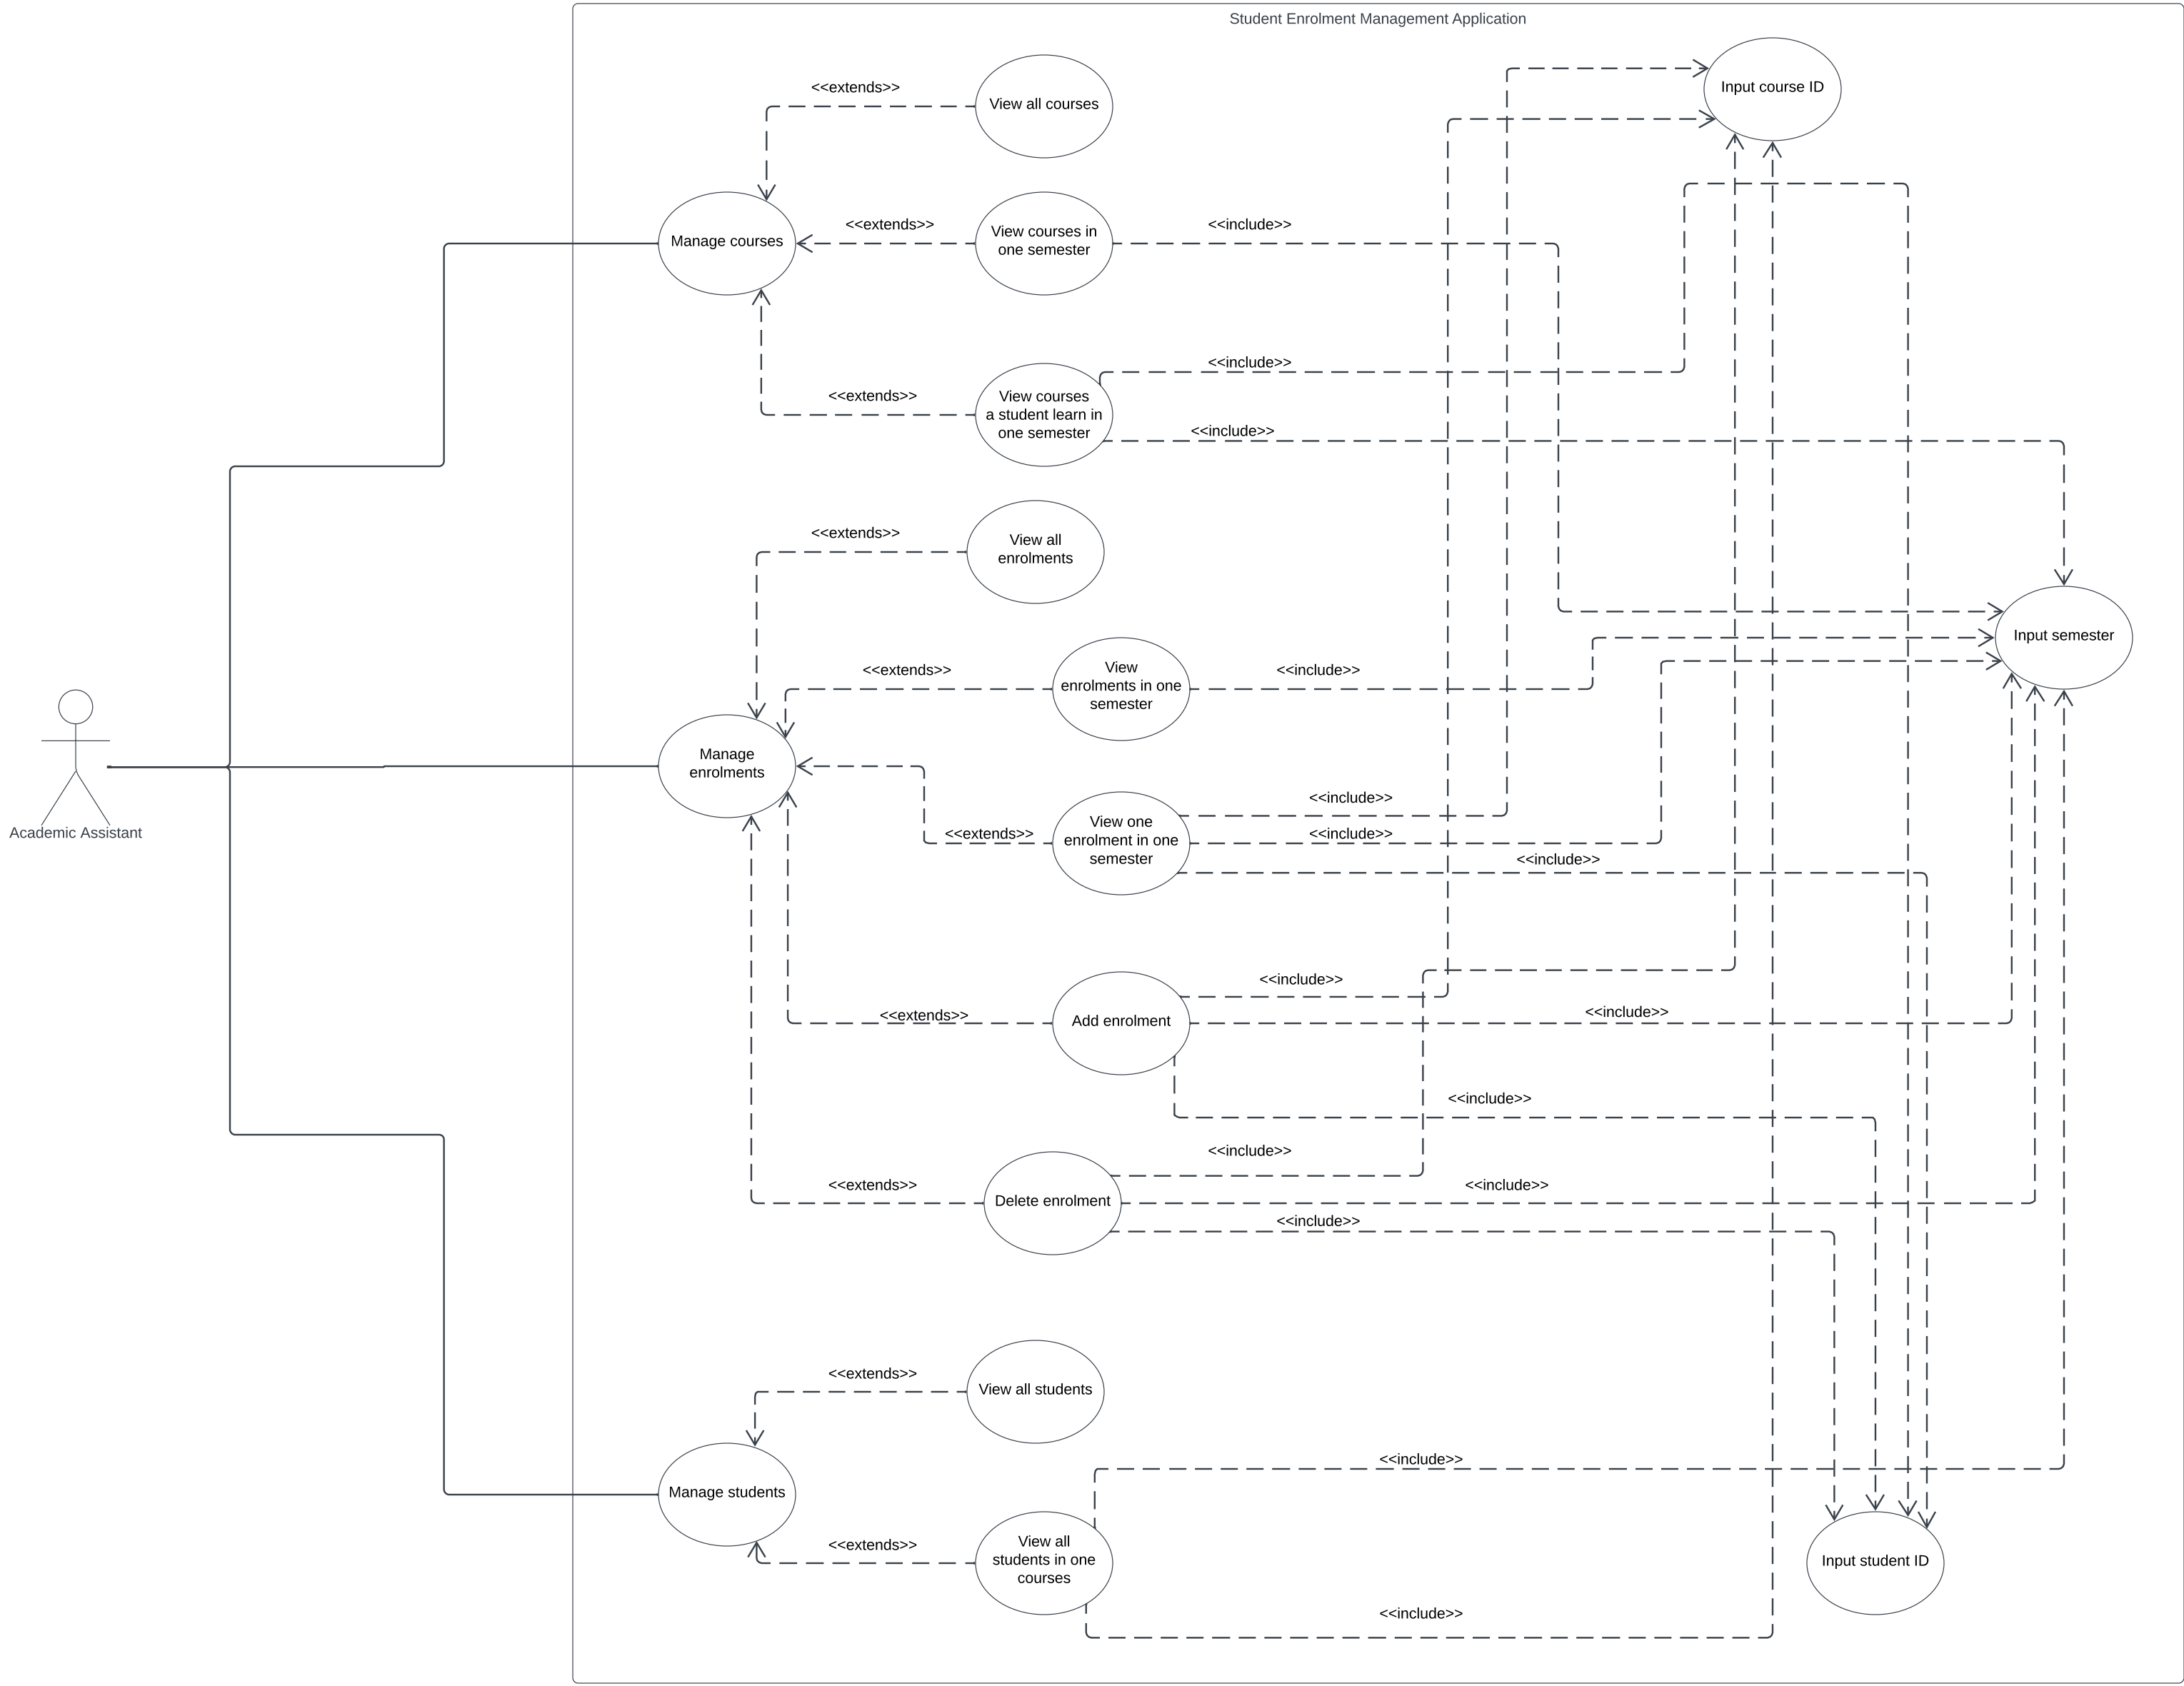 Student Enrolment Management Application
Input course ID
<<extends>>
View all courses
<<extends>>
<<include>>
Manage courses
View courses in
one semester
<<include>>
<<extends>>
View courses
a student learn in
one semester
<<include>>
<<extends>>
View all
enrolments
Input semester
<<extends>>
View
enrolments in one
semester
<<include>>
Manage
enrolments
<<extends>>
View one
enrolment in one
semester
<<include>>
<<include>>
<<include>>
Academic Assistant
<<include>>
<<extends>>
Add enrolment
<<include>>
<<include>>
<<include>>
<<extends>>
Delete enrolment
<<include>>
<<include>>
<<extends>>
View all students
<<include>>
Manage students
<<extends>>
View all
students in one
courses
Input student ID
<<include>>